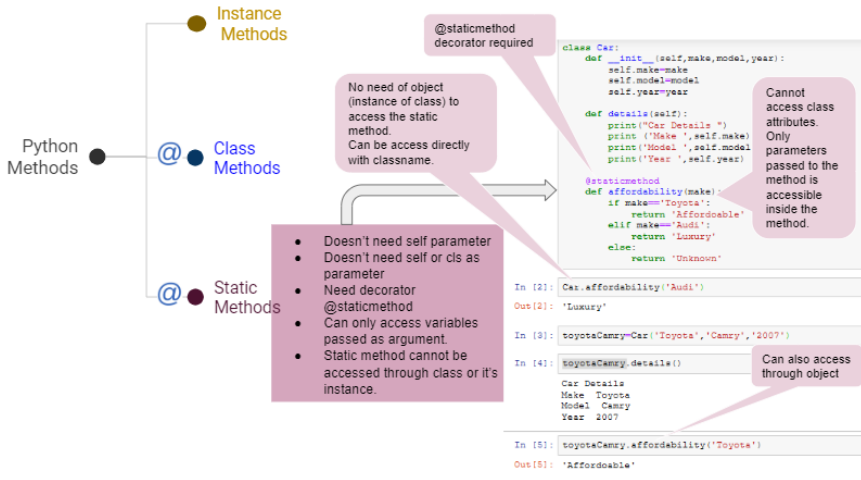 Instance
Methods
Python
Methods
@ Class
Methods
@ Static
Methods
@staticmethod
decorator required
No need of object
(instance of class) to
access the static
method.
Can be access directly
with classname.
● Doesn't need self parameter
● Doesn't need self or cls as
parameter
● Need decorator
@staticmethod
● Can only access variables
passed as argument.
● Static method cannot be
accessed through class or it's
instance.
class Car:
def __init__(self,make,model,year):
self.make=make
self.model=model
self.year=year
def details(self):
print("Car Details ")
print ('Make ',self.make)
print('Model ',self.model
print('Year ',self.year)
@staticmethod
def affordability(make):
if make=='Toyota':
return 'Affordoable'
elif make=='Audi':
return 'Luxury'
else:
return 'Unknown'
Cannot
access class
attributes.
Only
parameters
passed to the
method is
accessible
inside the
method.
In [2]: Car.affordability('Audi')
Out[2]: 'Luxury'
In [3]: toyotaCamry=Car('Toyota','Camry','2007')
In [4]: toyotaCamry.details()
Car Details
Make Toyota
Model Camry
Year 2007
Can also access
through object
In [5]: toyotaCamry.affordability('Toyota')
Out[5]: 'Affordoable'